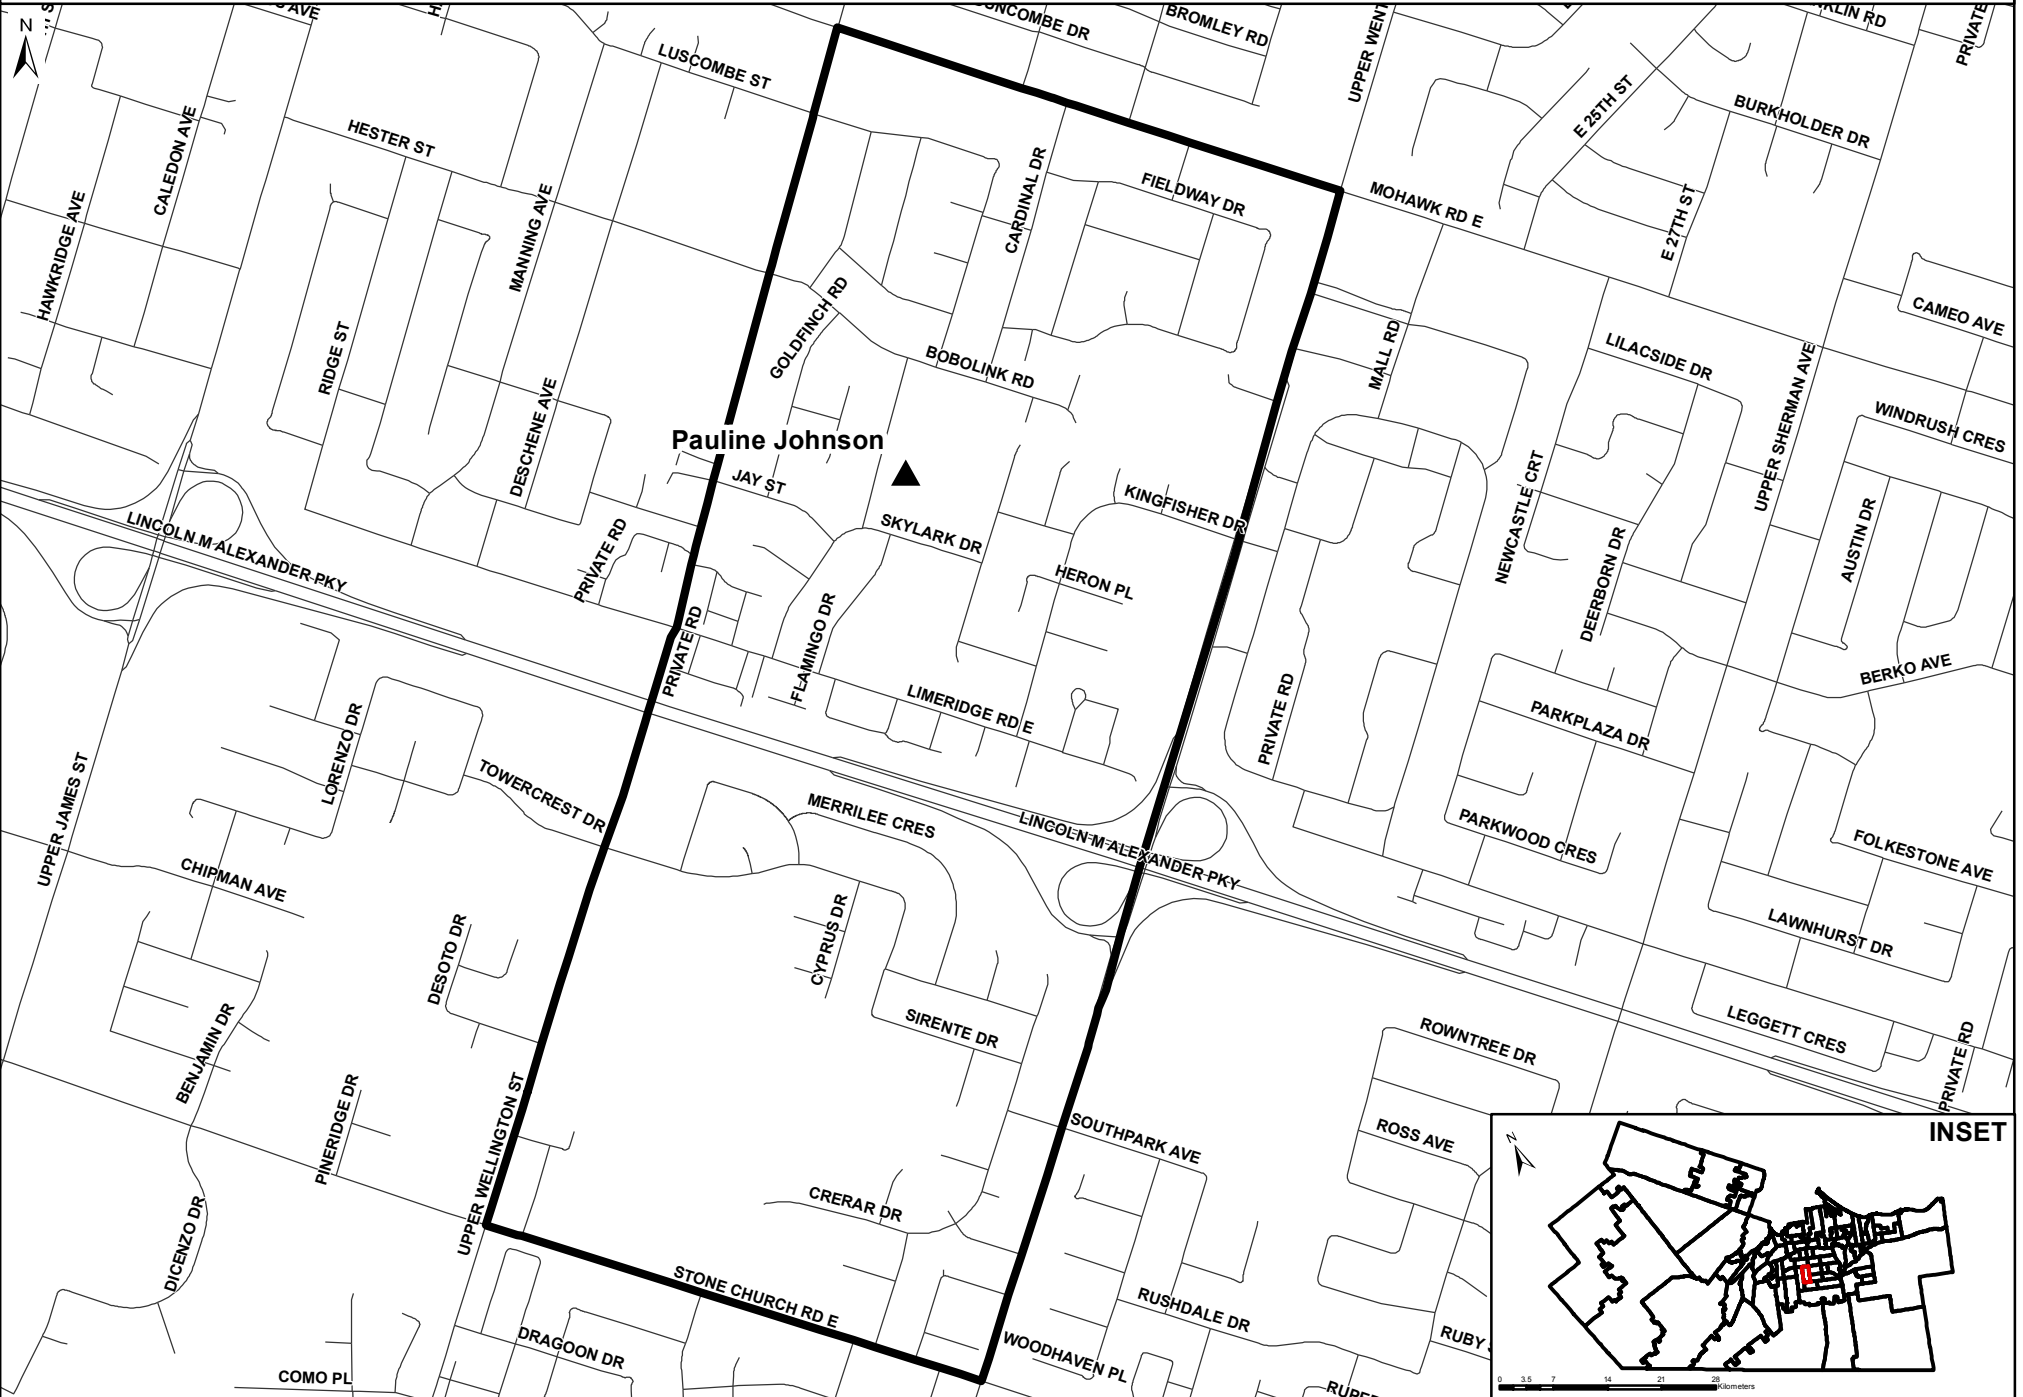 N
LUSCOMBE ST
BROMLEY RD
HESTER ST
CALEDON AVE
HAWKRIDGE AVE
MANNING AVE
RIDGE ST
DESCHENE AVE
GOLDFINCH RD
CARDINAL DR
FIELDWAY DR
MOHAWK RD E
E 25TH ST
BURKHOLDER DR
E 27TH ST
CAMEO AVE
BOBOLINK RD
MALL RD
LILACSIDE DR
UPPER SHERMAN AVE
WINDRUSH CRES
Pauline Johnson
JAY ST
SKYLARK DR
KINGFISHER DR
HERON PL
NEWCASTLE CRT
DEERBORN DR
AUSTIN DR
BERKO AVE
LINCOLN M ALEXANDER PKY
PRIVATE RD
PRIVATE RD
FLAMINGO DR
LIMERIDGE RD E
PRIVATE RD
PARKPLAZA DR
PARKWOOD CRES
FOLKESTONE AVE
LAWNHURST DR
LEGGETT CRES
PRIVATE RD
UPPER JAMES ST
LORENZO DR
TOWERCREST DR
MERRILEE CRES
LINCOLN M ALEXANDER PKY
CHIPMAN AVE
DESOTO DR
CYPRUS DR
SIRENTE DR
ROWNTREE DR
ROSS AVE
SOUTHPARK AVE
BENJAMIN DR
PINERIDGE DR
UPPER WELLINGTON ST
DICENZO DR
CRERAR DR
STONE CHURCH RD E
DRAGOON DR
COMO PL
WOODHAVEN PL
RUSHDALE DR
RUBY
INSET
N
0 3.5 7 14 21 28
Kilometers